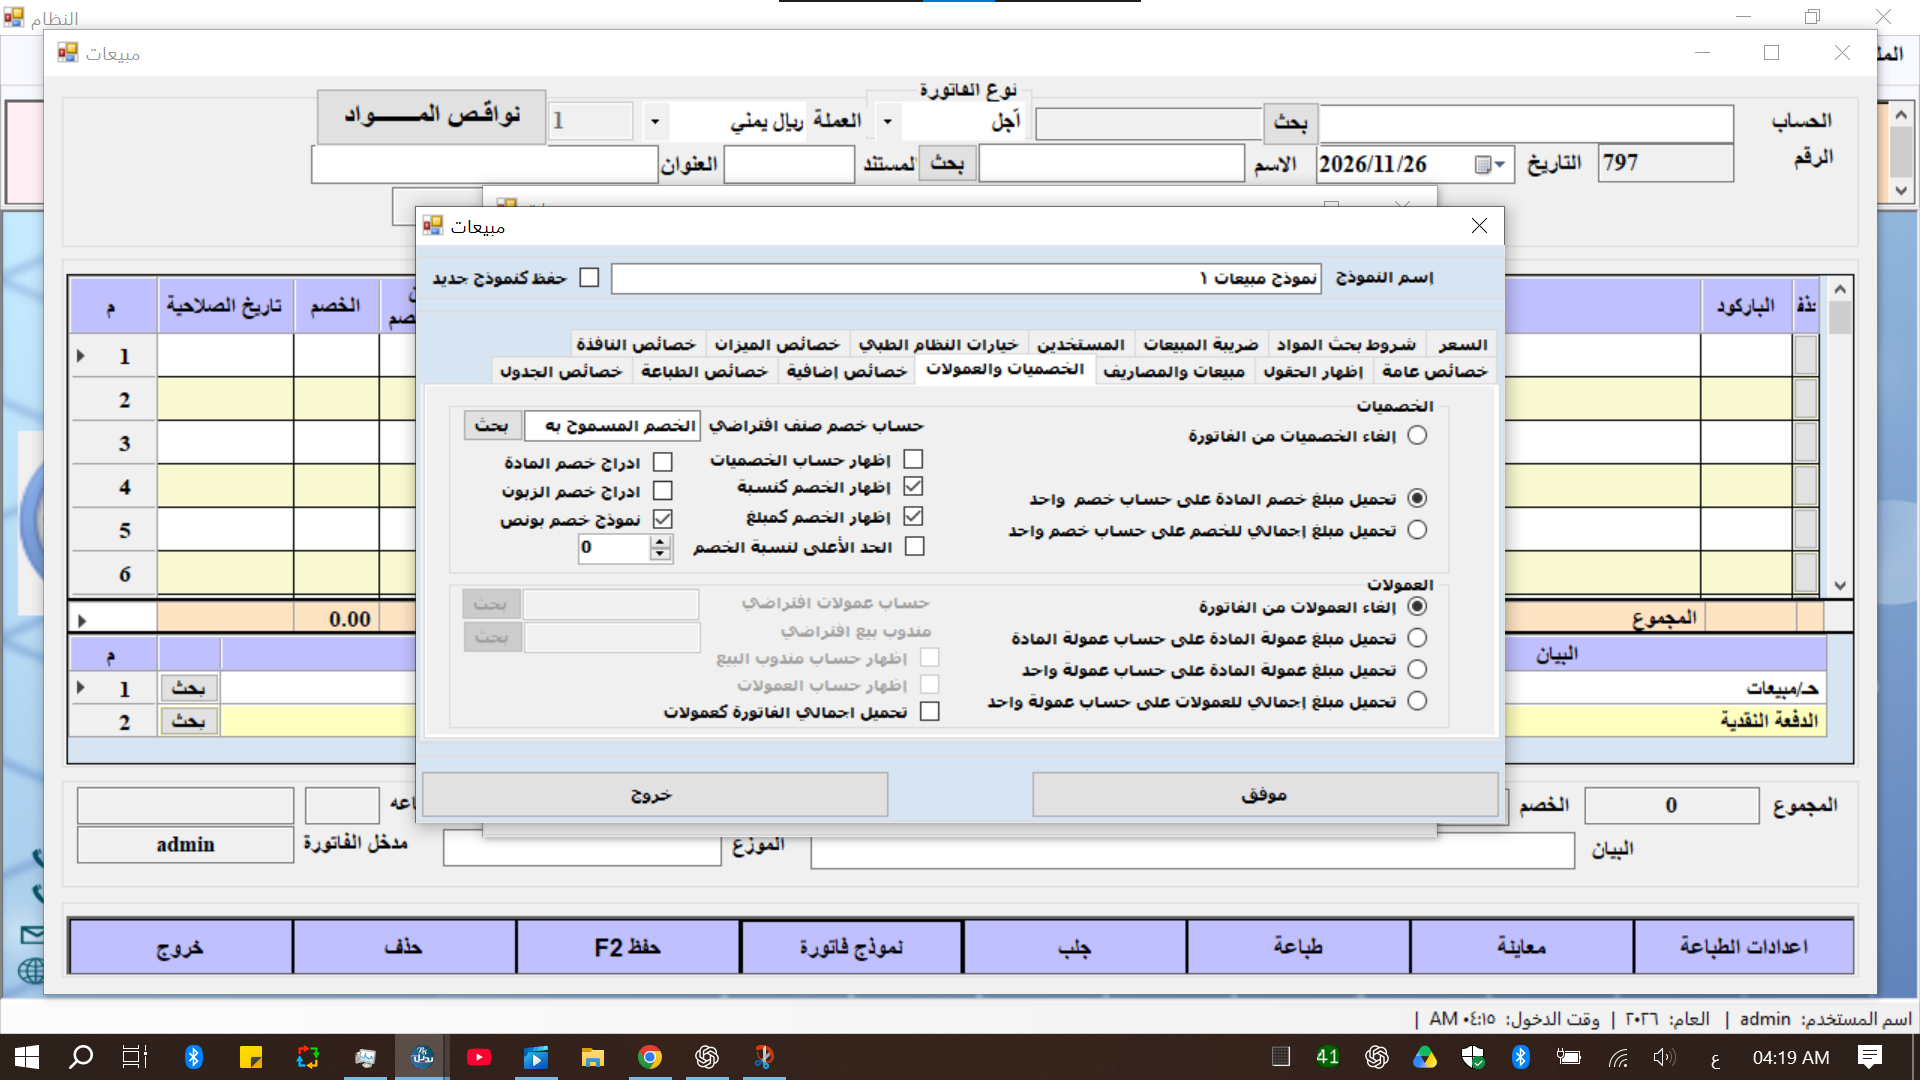 النظام
مبيعات
الحساب
بحث
نوع الفاتورة
آجل
العملة
ريال يمني
1
نواقـص المـــــواد
الرقم
797
التاريخ
2026/11/26
الاسم
بحث
المستند
العنوان
مبيعات
إسم النموذج
نموذج مبيعات ١
حفظ كنموذج جديد
السعر
شروط بحث المواد
ضريبة المبيعات
المستخدين
خيارات النظام الطبي
خصائص الميزان
خصائص النافذة
خصائص عامة
إظهار الحقول
مبيعات والمصاريف
الخصميات والعمولات
خصائص إضافية
خصائص الطباعة
خصائص الجدول
الخصميات
إلغاء الخصميات من الفاتورة
تحميل مبلغ خصم المادة على حساب خصم واحد
تحميل مبلغ إجمالي للخصم على حساب خصم واحد
حساب خصم صنف افتراضي
الخصم المسموح به
بحث
إظهار حساب الخصميات
إظهار الخصم كنسبة
إظهار الخصم كمبلغ
الحد الأعلى لنسبة الخصم
ادراج خصم المادة
ادراج خصم الزبون
نموذج خصم بونص
0
العمولات
إلغاء العمولات من الفاتورة
تحميل مبلغ عمولة المادة على حساب عمولة المادة
تحميل مبلغ عمولة المادة على حساب عمولة واحد
تحميل مبلغ إجمالي للعمولات على حساب عمولة واحد
حساب عمولات افتراضي
بحث
مندوب بيع افتراضي
بحث
إظهار حساب مندوب البيع
إظهار حساب العمولات
تحميل اجمالي الفاتورة كعمولات
موفق
خروج
الباركود
الخصم
تاريخ الصلاحية
م
1
2
3
4
5
6
المجموع
0.00
البيان
م
حـ/مبيعات
بحث
1
الدفعة النقدية
بحث
2
المجموع
0
الخصم
البيان
الموزع
مدخل الفاتورة
admin
اعدادات الطباعة
معاينة
طباعة
جلب
نموذج فاتورة
حفظ F2
حذف
خروج
اسم المستخدم: admin | العام: ٢٠٢٦ | وقت الدخول: ٠٤:١٥ AM |
41
ع
04:19 AM